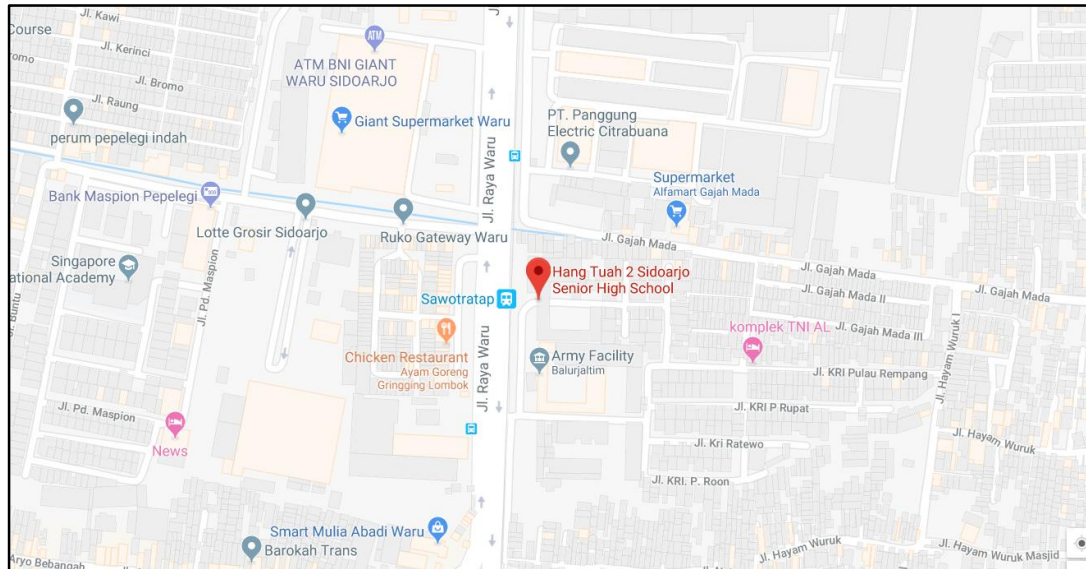 Jl. Kawi
Course
Jl. Kerinci
ATM
ATM BNI GIANT
WARU SIDOARJO
Jl. Bromo
Bromo
Jl. Raung
perum pepelegi indah
Giant Supermarket Waru
Jl. Raya Waru
PT. Panggung
Electric Citrabuana
Supermarket
Alfamart Gajah Mada
Bank Maspion Pepelegi
Lotte Grosir Sidoarjo
Ruko Gateway Waru
Jl. Gajah Mada
Jl. Gajah Mada
Singapore
ational Academy
Jl. Pd. Maspion
Buntu
Sawotratap
Hang Tuah 2 Sidoarjo
Senior High School
Jl. Gajah Mada II
Jl. Gajah Mada III
komplek TNI AL
Jl. Hayam Wuruk I
Jl. Raya Waru
Chicken Restaurant
Ayam Goreng
Gringging Lombok
Army Facility
Balurjaltim
Jl. KRI Pulau Rempang
Jl. Pd. Maspion
News
Jl. KRI P Rupat
Jl. Kri Ratewo
Jl. Hayam Wuruk
Jl. KRI. P. Roon
Smart Mulia Abadi Waru
Barokah Trans
Aryo Bebangah
Jl. Hayam Wuruk
Jl. Hayam Wuruk Masjid